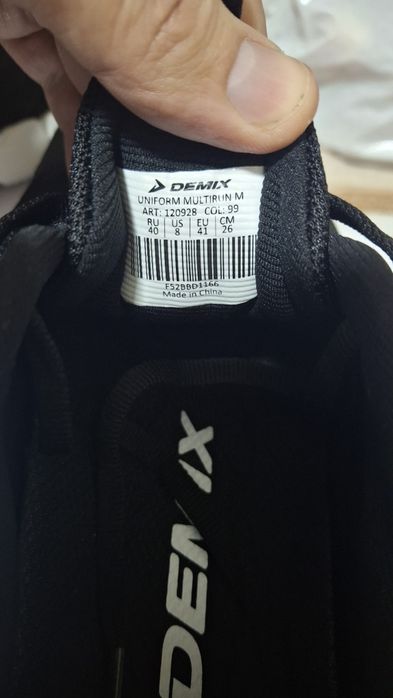 DEMIX
UNIFORM MULTIRUN M
ART: 120928 COL: 99
RU US EU CM
40 8 41 26
F52BBD1166
Made in China
DEMIX